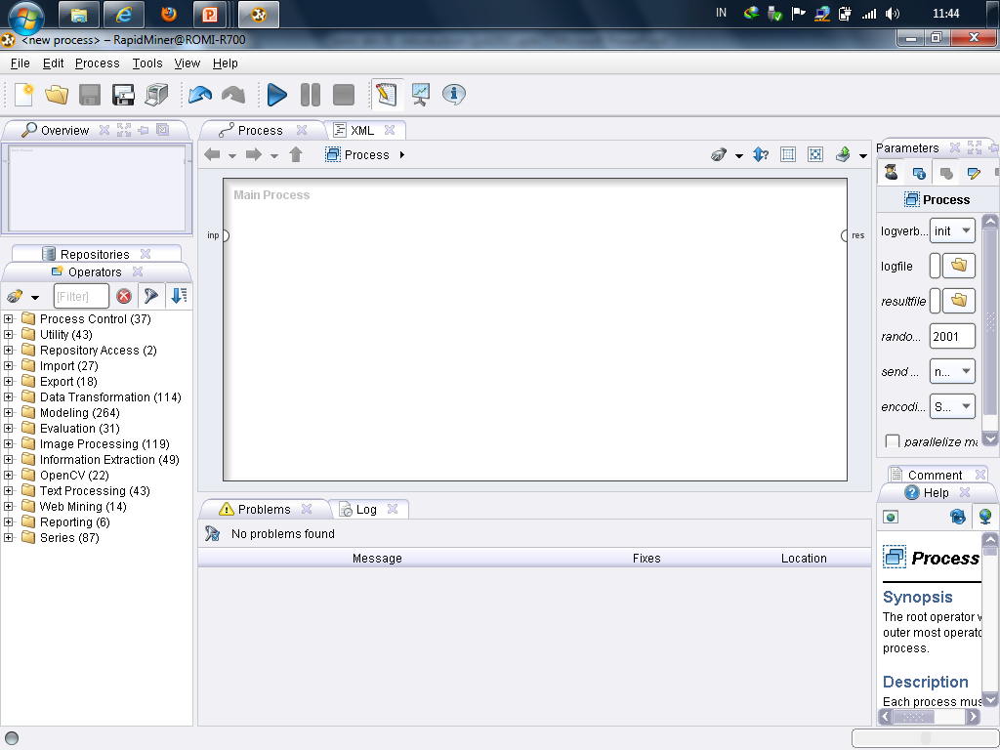 IN
11:44
<new process> – RapidMiner@ROMI-R700
File Edit Process Tools View Help
Overview
Repositories
Operators
[Filter]
Process Control (37)
Utility (43)
Repository Access (2)
Import (27)
Export (18)
Data Transformation (114)
Modeling (264)
Evaluation (31)
Image Processing (119)
Information Extraction (49)
OpenCV (22)
Text Processing (43)
Web Mining (14)
Reporting (6)
Series (87)
Process
XML
Process
Main Process
inp
res
Problems
Log
No problems found
Message Fixes Location
Parameters
Process
logverb... init
logfile
resultfile
rando... 2001
send ... n...
encodi... S...
parallelize ma
Comment
Help
Process
Synopsis
The root operator w
outer most operato
process.
Description
Each process mus